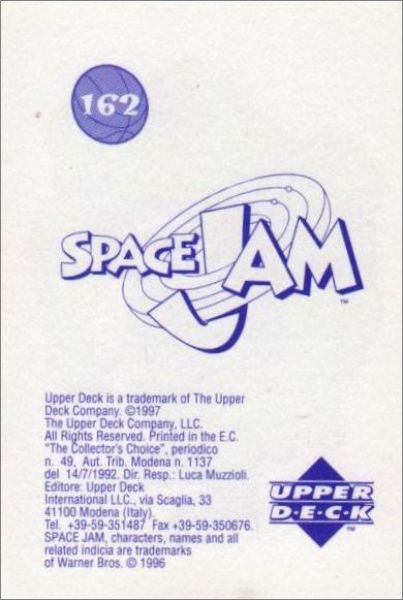 162
SPACE JAM
TM
Upper Deck is a trademark of The Upper
Deck Company. ©1997
The Upper Deck Company, LLC.
All Rights Reserved. Printed in the E.C.
"The Collector's Choice", periodico
n. 49, Aut. Trib. Modena n. 1137
del 14/7/1992. Dir. Resp.: Luca Muzzioli.
Editore: Upper Deck
International LLC., via Scaglia, 33
41100 Modena (Italy).
Tel. +39-59-351487 Fax +39-59-350676.
SPACE JAM, characters, names and all
related indicia are trademarks
of Warner Bros. © 1996
UPPER
D·E·C·K
TM